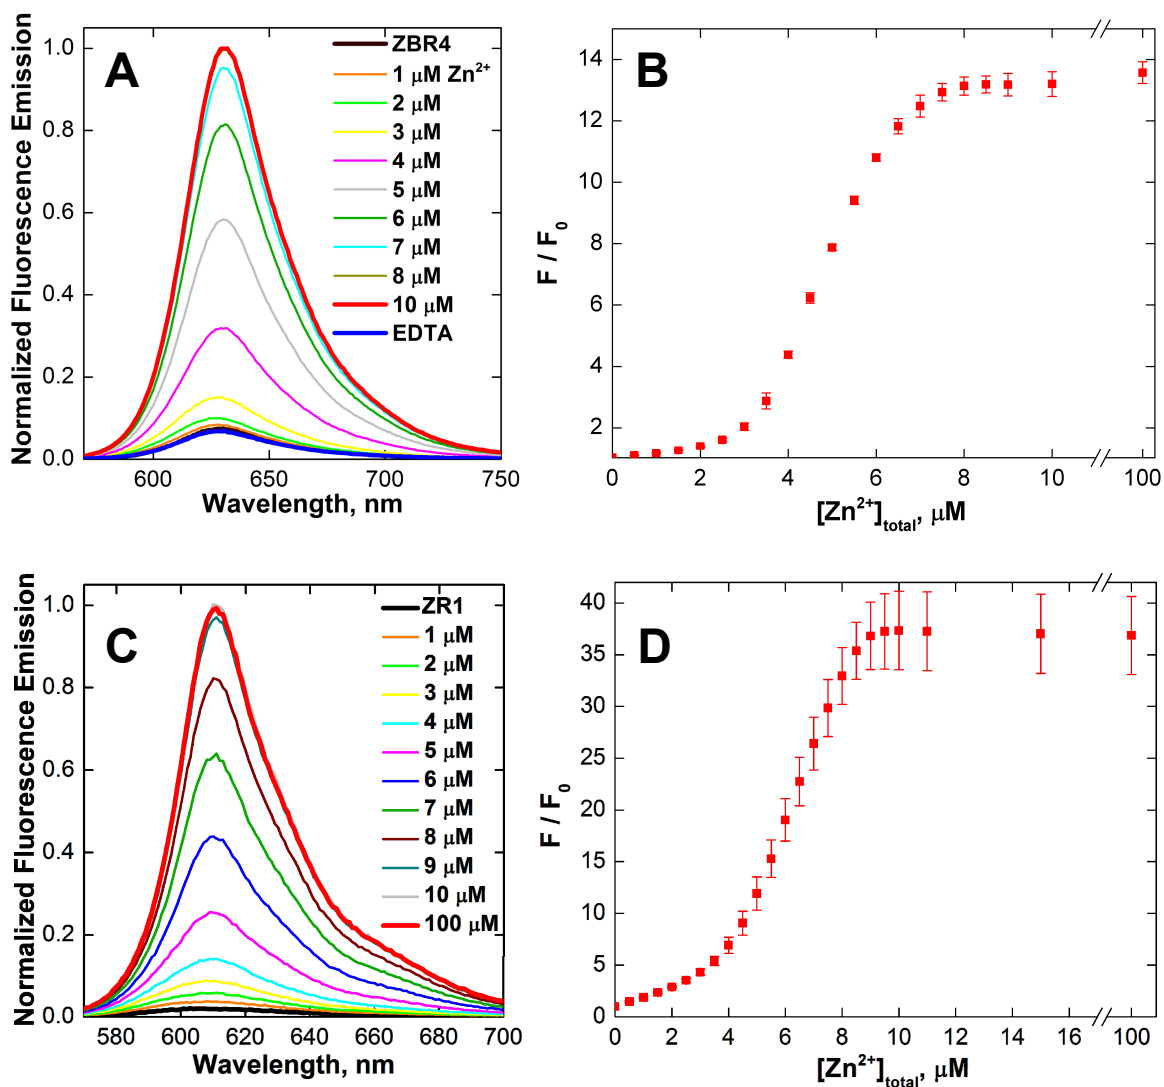 A
Normalized Fluorescence Emission
1.0
0.8
0.6
0.4
0.2
0.0
600
650
700
750
Wavelength, nm
ZBR4
1 μM Zn²⁺
2 μM
3 μM
4 μM
5 μM
6 μM
7 μM
8 μM
10 μM
EDTA
B
F / F₀
14
12
10
8
6
4
2
0
2
4
6
8
10
100
[Zn²⁺]total, μM
C
Normalized Fluorescence Emission
1.0
0.8
0.6
0.4
0.2
0.0
580
600
620
640
660
680
700
Wavelength, nm
ZR1
1 μM
2 μM
3 μM
4 μM
5 μM
6 μM
7 μM
8 μM
9 μM
10 μM
100 μM
D
F / F₀
40
35
30
25
20
15
10
5
0
0
2
4
6
8
10
12
14
16
100
[Zn²⁺]total, μM